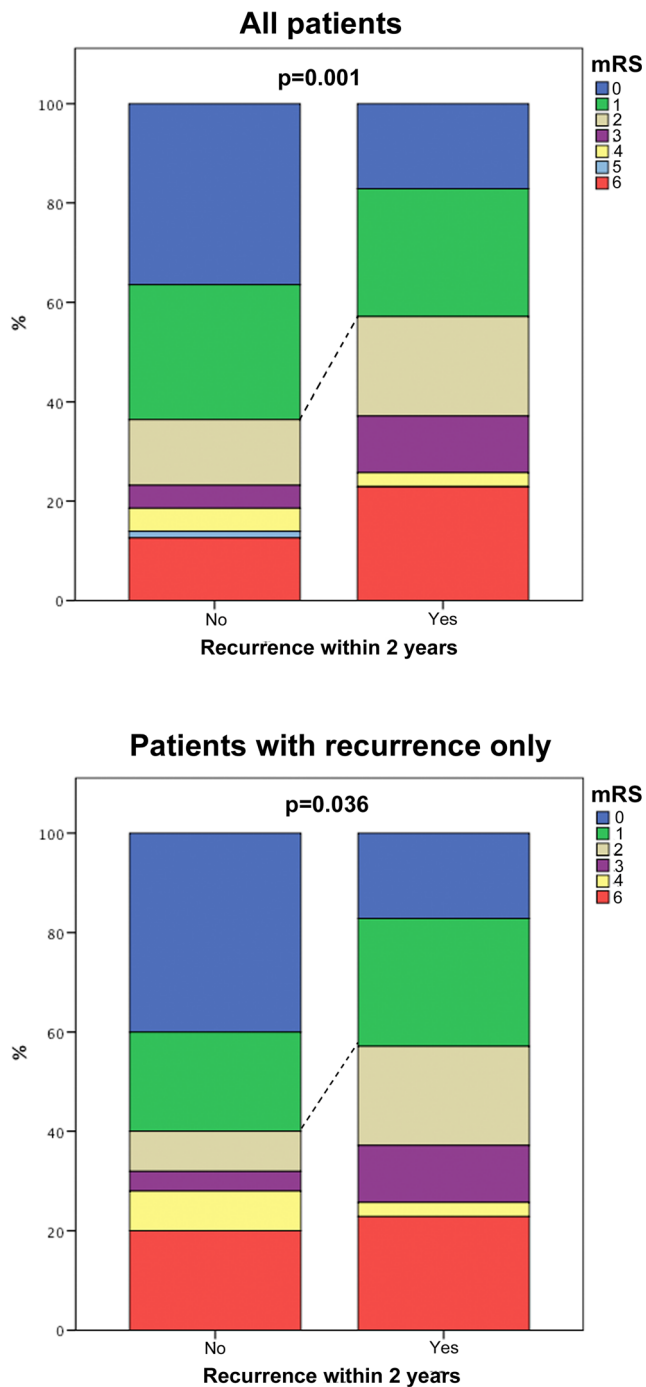 All patients
p=0.001
mRS
0
1
2
3
4
5
6
100
80
60
40
20
0
%
No
Yes
Recurrence within 2 years
Patients with recurrence only
p=0.036
mRS
0
1
2
3
4
6
100
80
60
40
20
0
%
No
Yes
Recurrence within 2 years